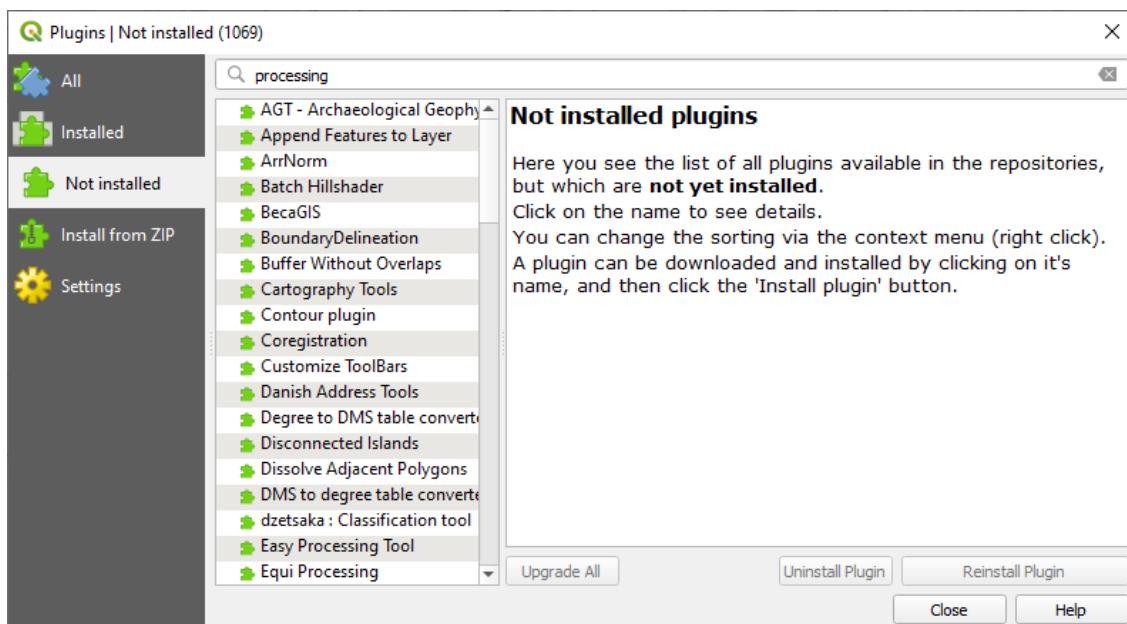 Plugins | Not installed (1069)
All
Installed
Not installed
Install from ZIP
Settings
processing
AGT - Archaeological Geophy
Append Features to Layer
ArrNorm
Batch Hillshader
BecaGIS
BoundaryDelineation
Buffer Without Overlaps
Cartography Tools
Contour plugin
Coregistration
Customize ToolBars
Danish Address Tools
Degree to DMS table converte
Disconnected Islands
Dissolve Adjacent Polygons
DMS to degree table converte
dzetsaka : Classification tool
Easy Processing Tool
Equi Processing
Not installed plugins
Here you see the list of all plugins available in the repositories,
but which are not yet installed.
Click on the name to see details.
You can change the sorting via the context menu (right click).
A plugin can be downloaded and installed by clicking on it's
name, and then click the 'Install plugin' button.
Upgrade All
Uninstall Plugin
Reinstall Plugin
Close
Help